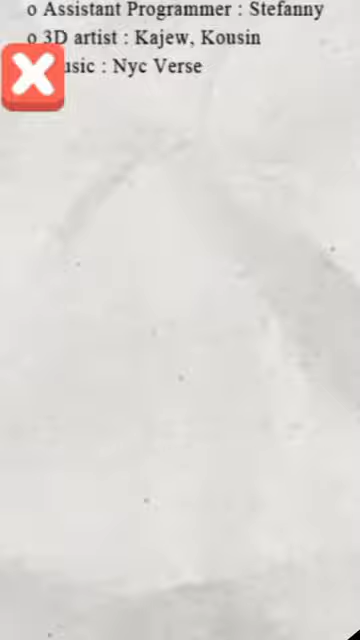 o Assistant Programmer : Stefanny
o 3D artist : Kajew, Kousin
usic : Nyc Verse